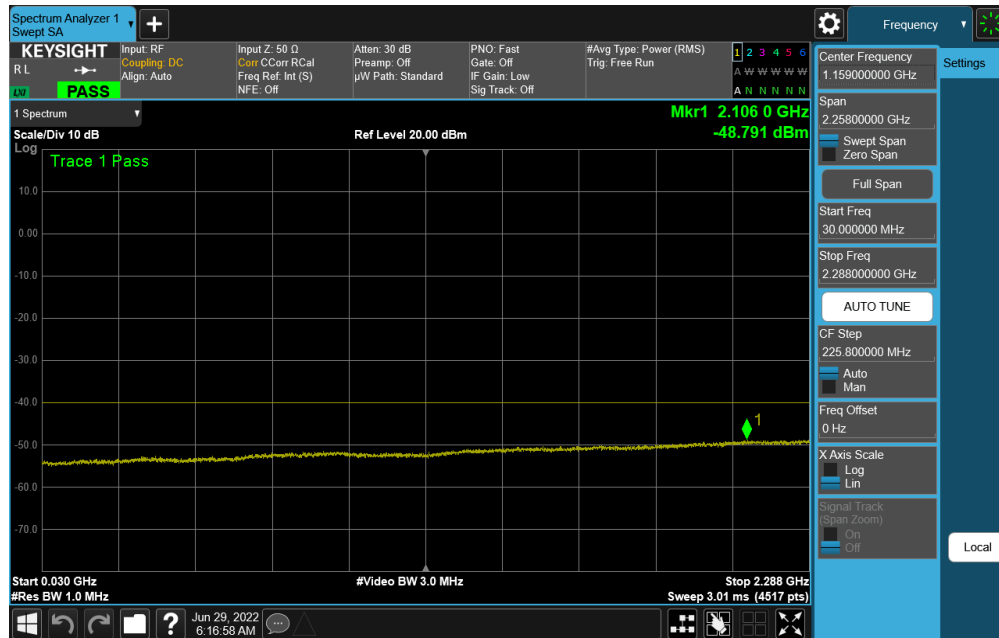 Spectrum Analyzer 1
Swept SA
Frequency
KEYSIGHT
R L
LXI
PASS
Input: RF
Coupling: DC
Align: Auto
Input Z: 50 Ω
Corr CCorr RCal
Freq Ref: Int (S)
NFE: Off
Atten: 30 dB
Preamp: Off
µW Path: Standard
PNO: Fast
Gate: Off
IF Gain: Low
Sig Track: Off
#Avg Type: Power (RMS)
Trig: Free Run
1 2 3 4 5 6
A W W W W W
A N N N N N
1 Spectrum
Scale/Div 10 dB
Ref Level 20.00 dBm
Mkr1 2.106 0 GHz
-48.791 dBm
Log
Trace 1 Pass
10.0
0.00
-10.0
-20.0
-30.0
-40.0
-50.0
-60.0
-70.0
1
Start 0.030 GHz
#Video BW 3.0 MHz
Stop 2.288 GHz
#Res BW 1.0 MHz
Sweep 3.01 ms (4517 pts)
Jun 29, 2022
6:16:58 AM
Center Frequency
1.159000000 GHz
Settings
Span
2.25800000 GHz
Swept Span
Zero Span
Full Span
Start Freq
30.000000 MHz
Stop Freq
2.288000000 GHz
AUTO TUNE
CF Step
225.800000 MHz
Auto
Man
Freq Offset
0 Hz
X Axis Scale
Log
Lin
Signal Track
(Span Zoom)
On
Off
Local